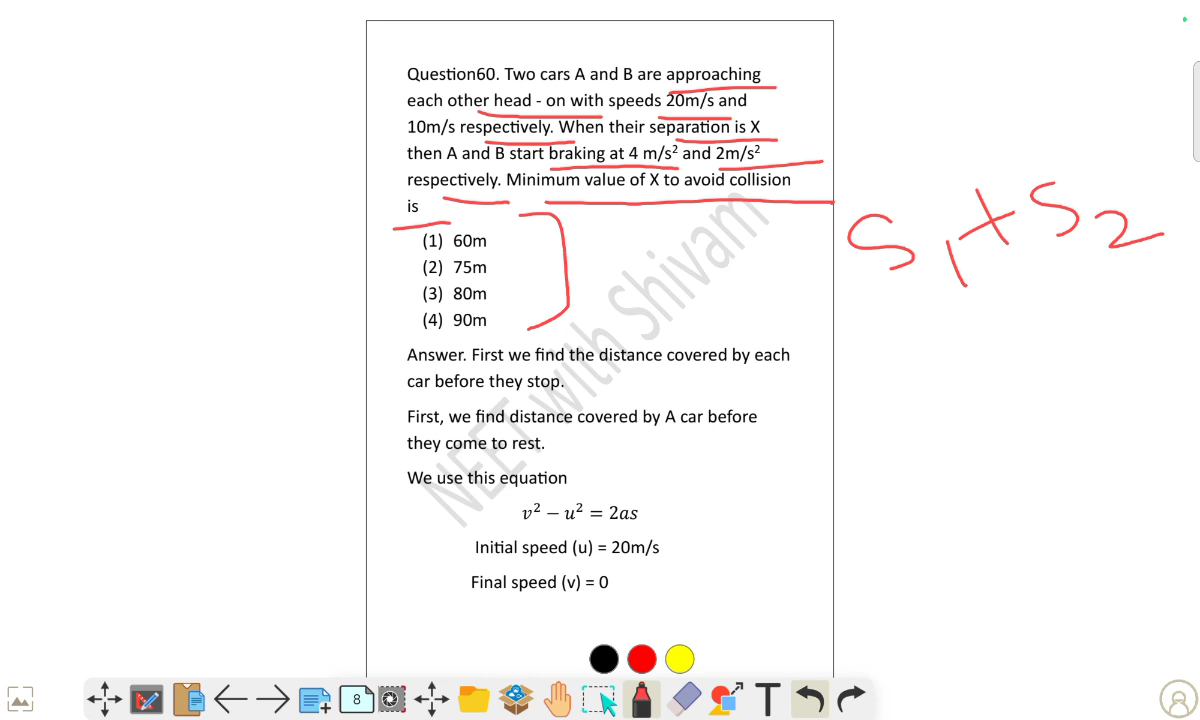 Question60. Two cars A and B are approaching
each other head - on with speeds 20m/s and
10m/s respectively. When their separation is X
then A and B start braking at 4 m/s² and 2m/s²
respectively. Minimum value of X to avoid collision
is
(1) 60m
(2) 75m
(3) 80m
(4) 90m
S₁+S₂
Answer. First we find the distance covered by each
car before they stop.
First, we find distance covered by A car before
they come to rest.
We use this equation
v² − u² = 2as
Initial speed (u) = 20m/s
Final speed (v) = 0
NEET with Shivam
8
T